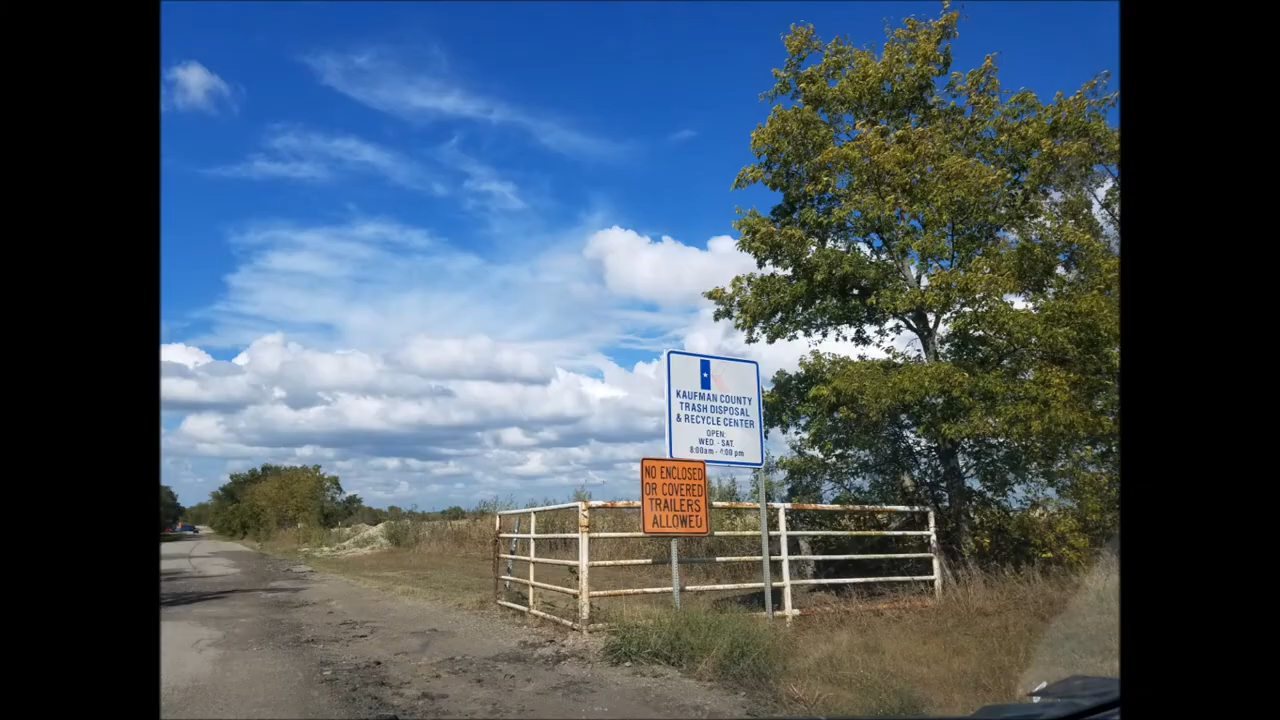 KAUFMAN COUNTY
TRASH DISPOSAL
& RECYCLE CENTER
OPEN:
WED. - SAT.
8:00am - 4:00 pm
NO ENCLOSED
OR COVERED
TRAILERS
ALLOWED